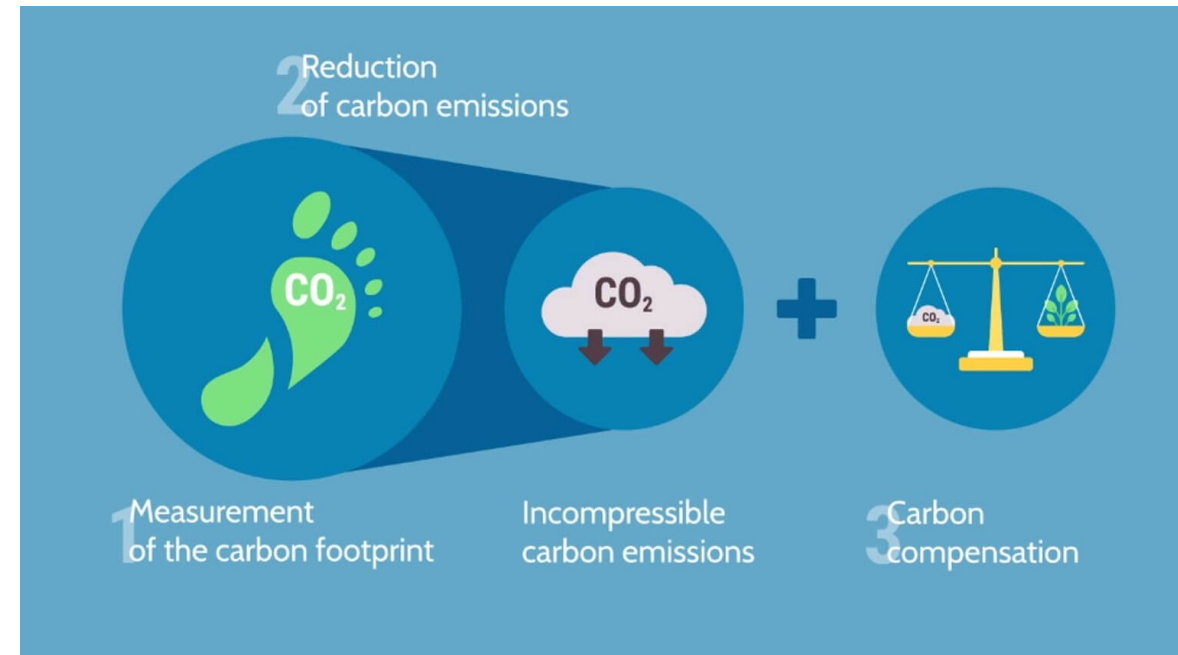 2 Reduction
of carbon emissions
CO₂
CO₂
CO₂
1 Measurement
of the carbon footprint
Incompressible
carbon emissions
3 Carbon
compensation